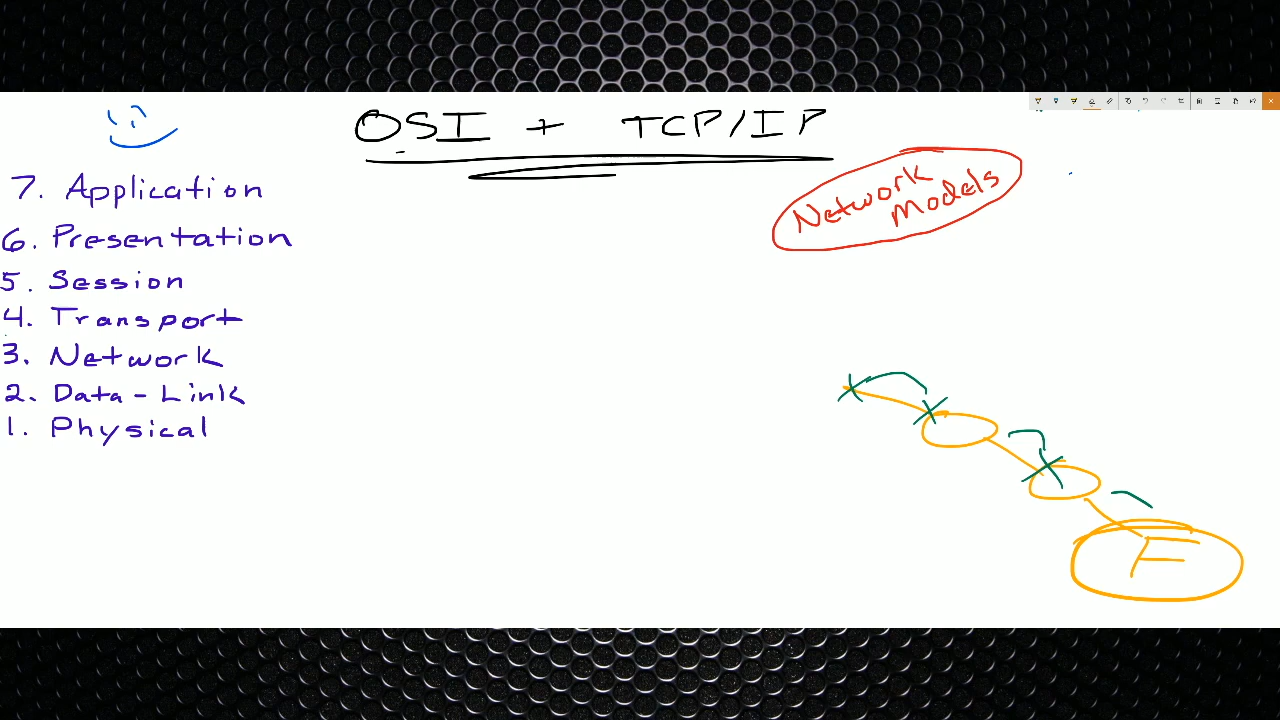 OSI + TCP/IP
Network
Models
7. Application
6. Presentation
5. Session
4. Transport
3. Network
2. Data-Link
1. Physical
F